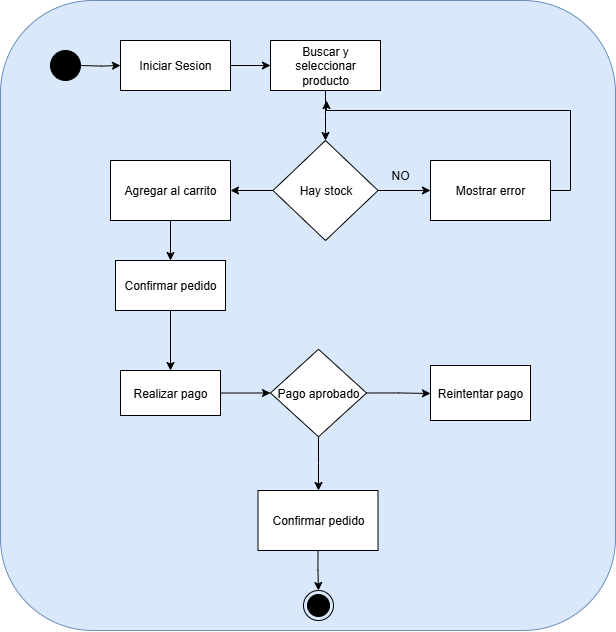 Iniciar Sesion
Buscar y
seleccionar
producto
Agregar al carrito
Hay stock
NO
Mostrar error
Confirmar pedido
Realizar pago
Pago aprobado
Reintentar pago
Confirmar pedido